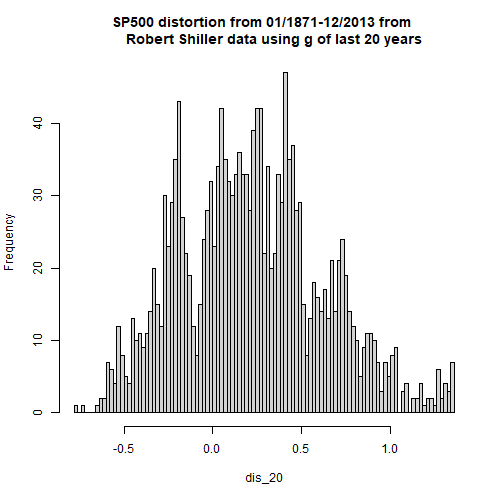 SP500 distortion from 01/1871-12/2013 from
Robert Shiller data using g of last 20 years
Frequency
40
30
20
10
0
-0.5 0.0 0.5 1.0
dis_20